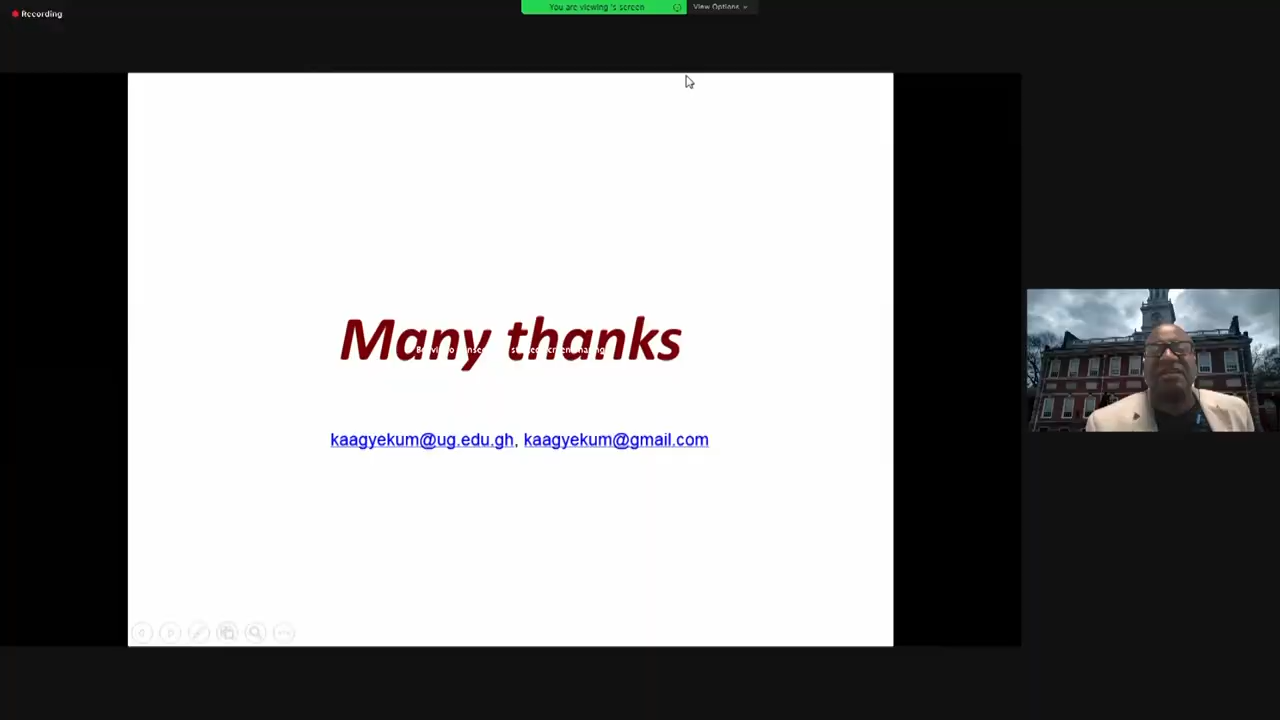 Recording
You are viewing 's screen
View Options
Many thanks
kaagyekum@ug.edu.gh, kaagyekum@gmail.com